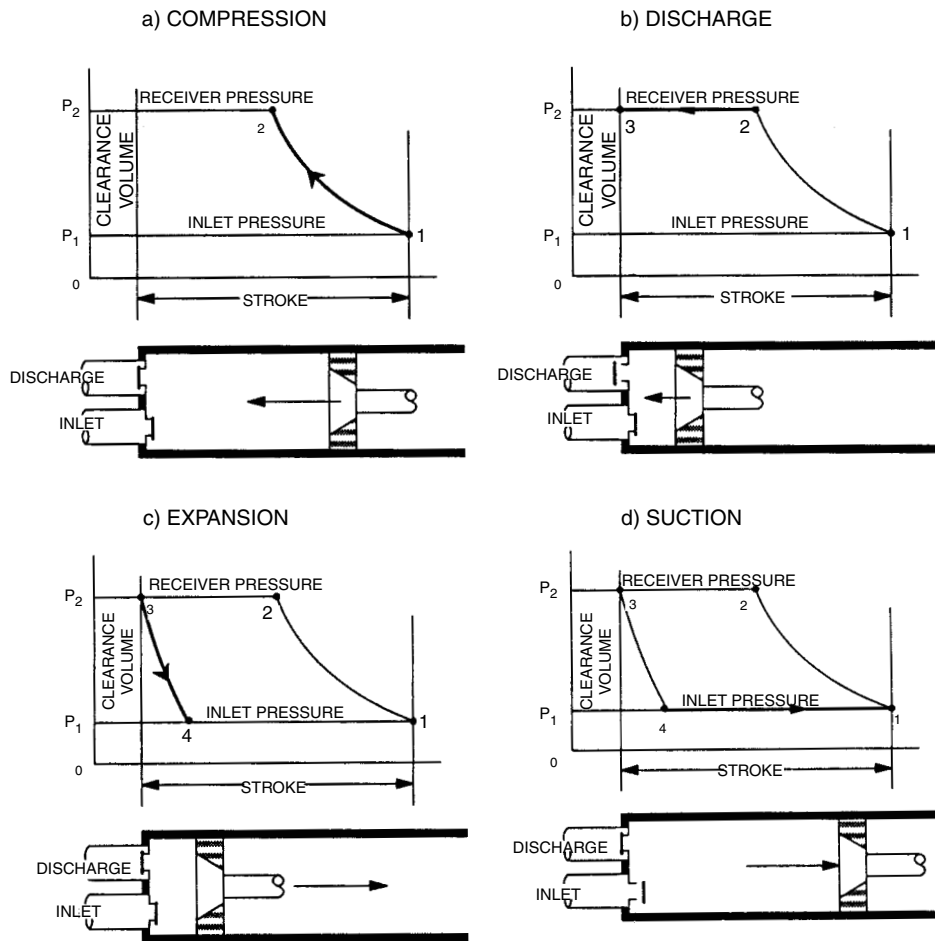 a) COMPRESSION
P2
RECEIVER PRESSURE
2
CLEARANCE
VOLUME
INLET PRESSURE
P1
1
0
STROKE
DISCHARGE
INLET
b) DISCHARGE
P2
RECEIVER PRESSURE
3
2
CLEARANCE
VOLUME
INLET PRESSURE
P1
1
0
STROKE
DISCHARGE
INLET
c) EXPANSION
P2
RECEIVER PRESSURE
3
2
CLEARANCE
VOLUME
INLET PRESSURE
P1
4
1
0
STROKE
DISCHARGE
INLET
d) SUCTION
P2
RECEIVER PRESSURE
3
2
CLEARANCE
VOLUME
INLET PRESSURE
P1
4
1
0
STROKE
DISCHARGE
INLET